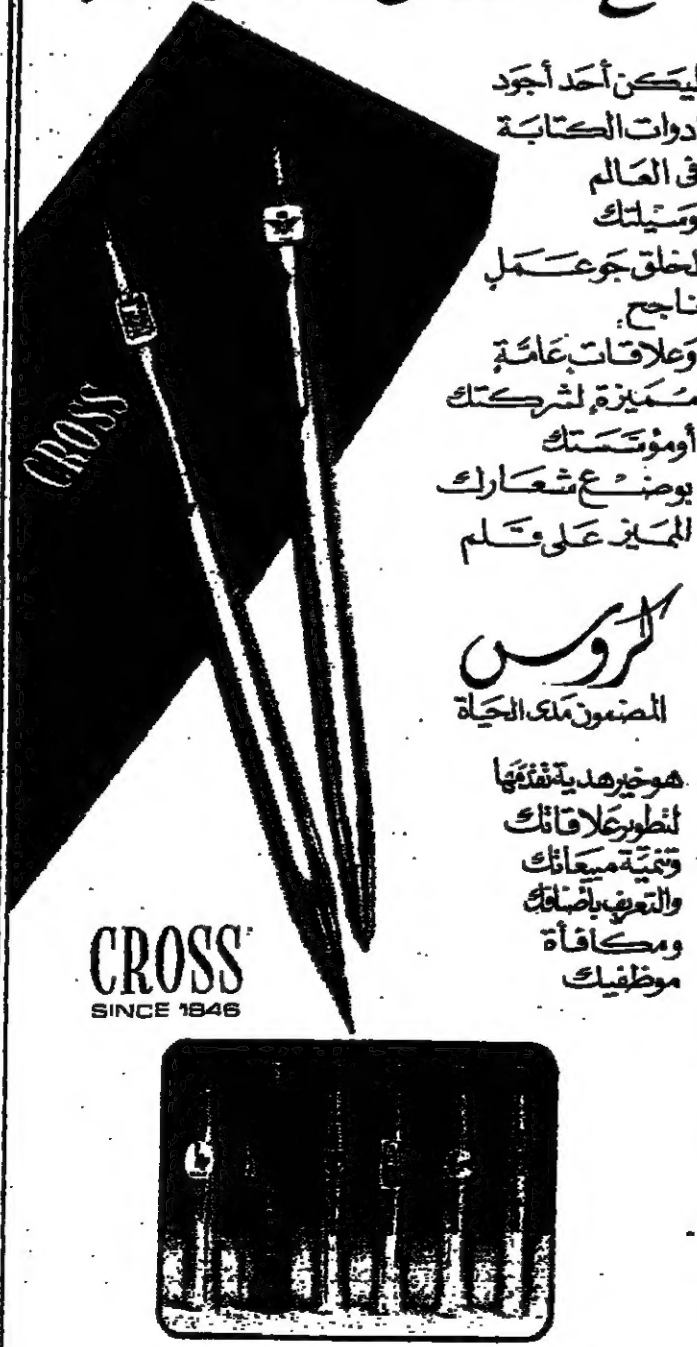 ليكن أحد أجود
أدوات الكتابة
في العالم
وسيلتك
لخلق جو عمل
ناجح
وعلاقات عامة
مميزة لشركتك
أو مؤسستك
بوضع شعارك
المميز على قلم
كروس
المضمون مدى الحياة
هو خير هدية تقدمها
لتطوير علاقاتك
وتنمية مبيعاتك
والتعريف بأصنافك
ومكافأة
موظفيك
CROSS
CROSS
SINCE 1846